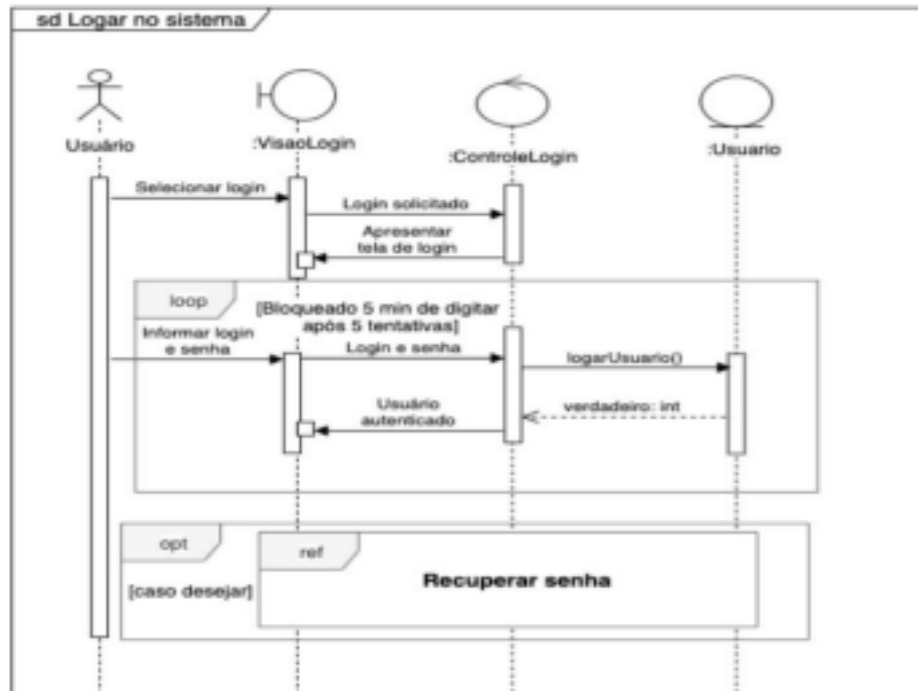 sd Logar no sistema
Usuário
:VisaoLogin
:ControleLogin
:Usuario
Selecionar login
Login solicitado
Apresentar
tela de login
loop
[Bloqueado 5 min de digitar
após 5 tentativas]
Informar login
e senha
Login e senha
logarUsuario()
verdadeiro: int
Usuário
autenticado
opt
[caso desejar]
ref
Recuperar senha